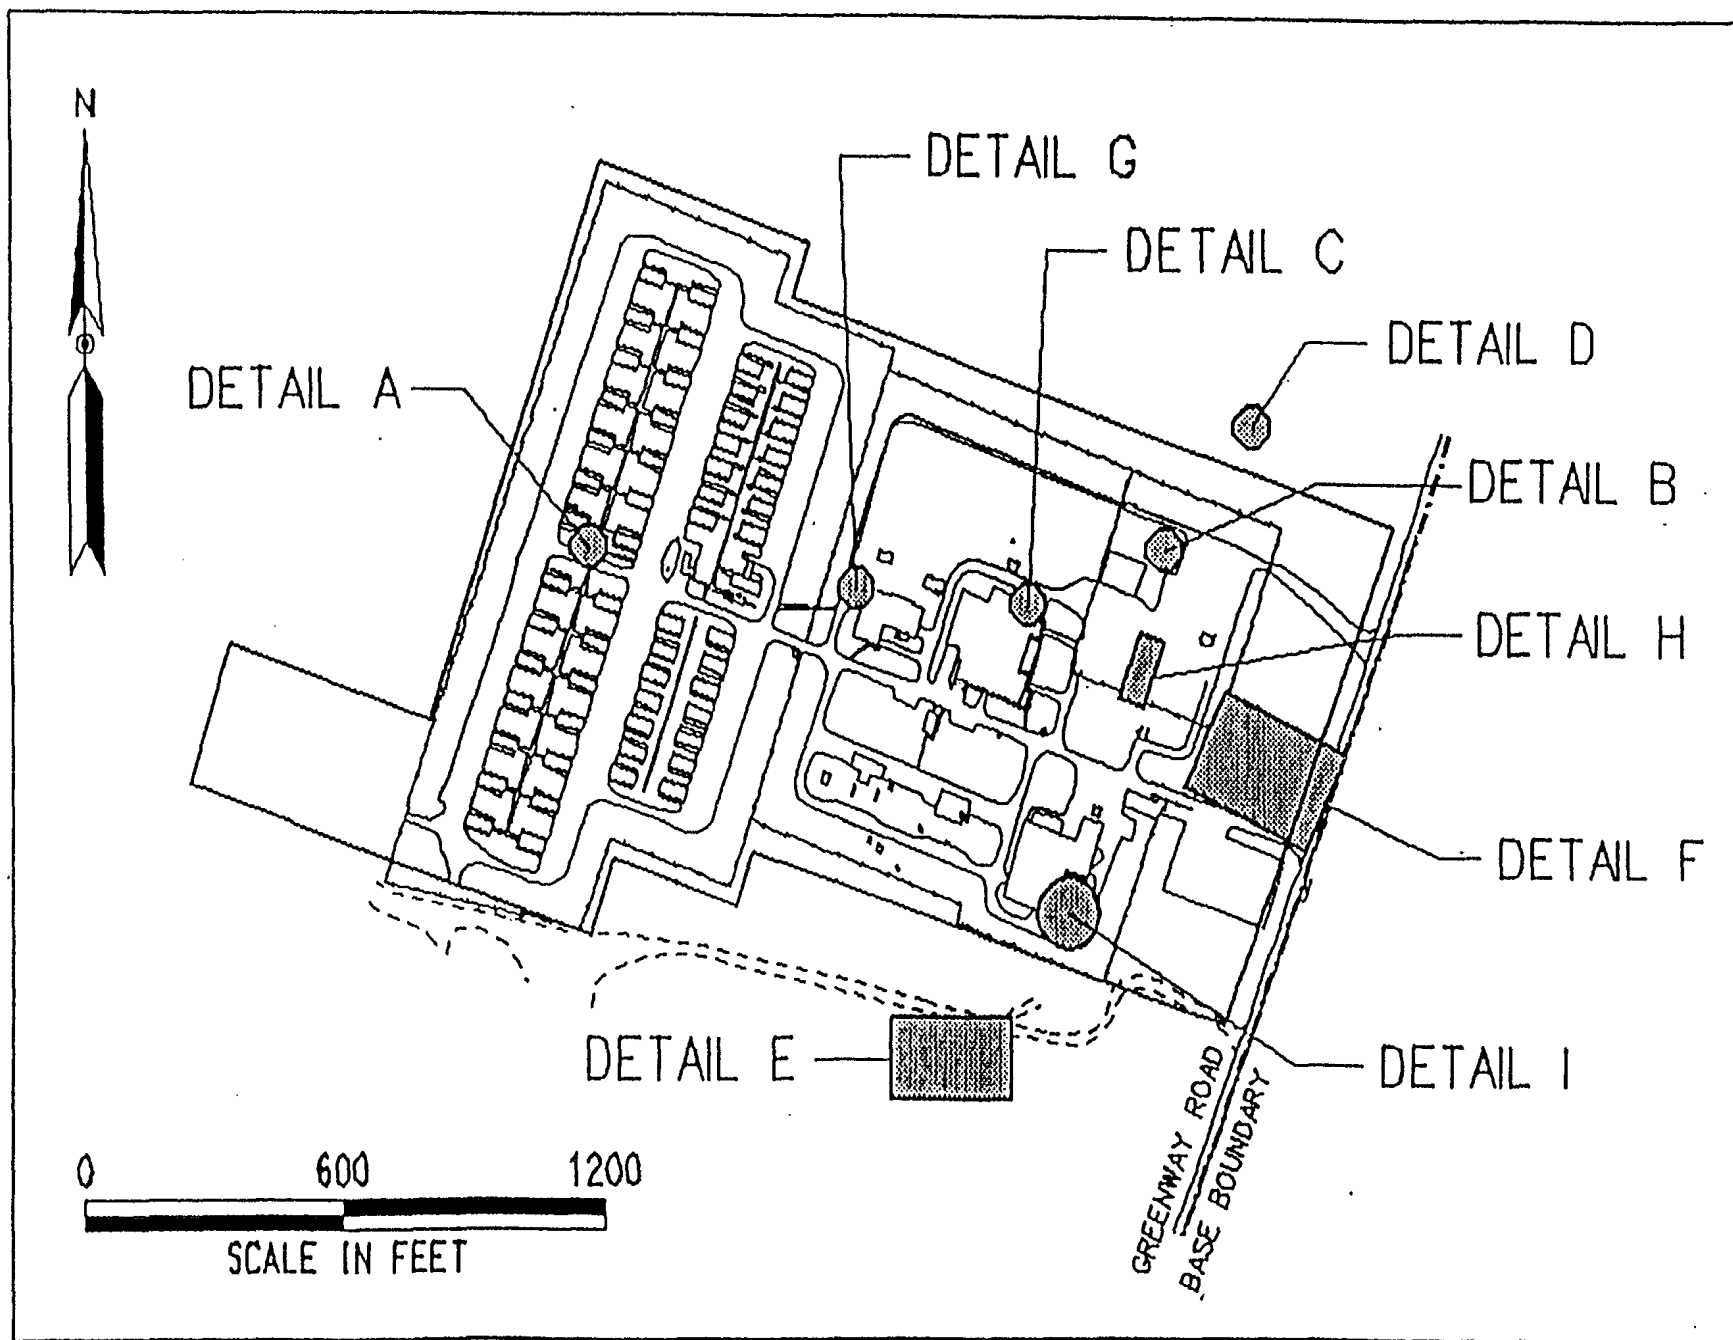 N
DETAIL G
DETAIL C
DETAIL D
DETAIL A
DETAIL B
DETAIL H
DETAIL F
DETAIL E
DETAIL I
GREENWAY ROAD
BASE BOUNDARY
0 600 1200
SCALE IN FEET